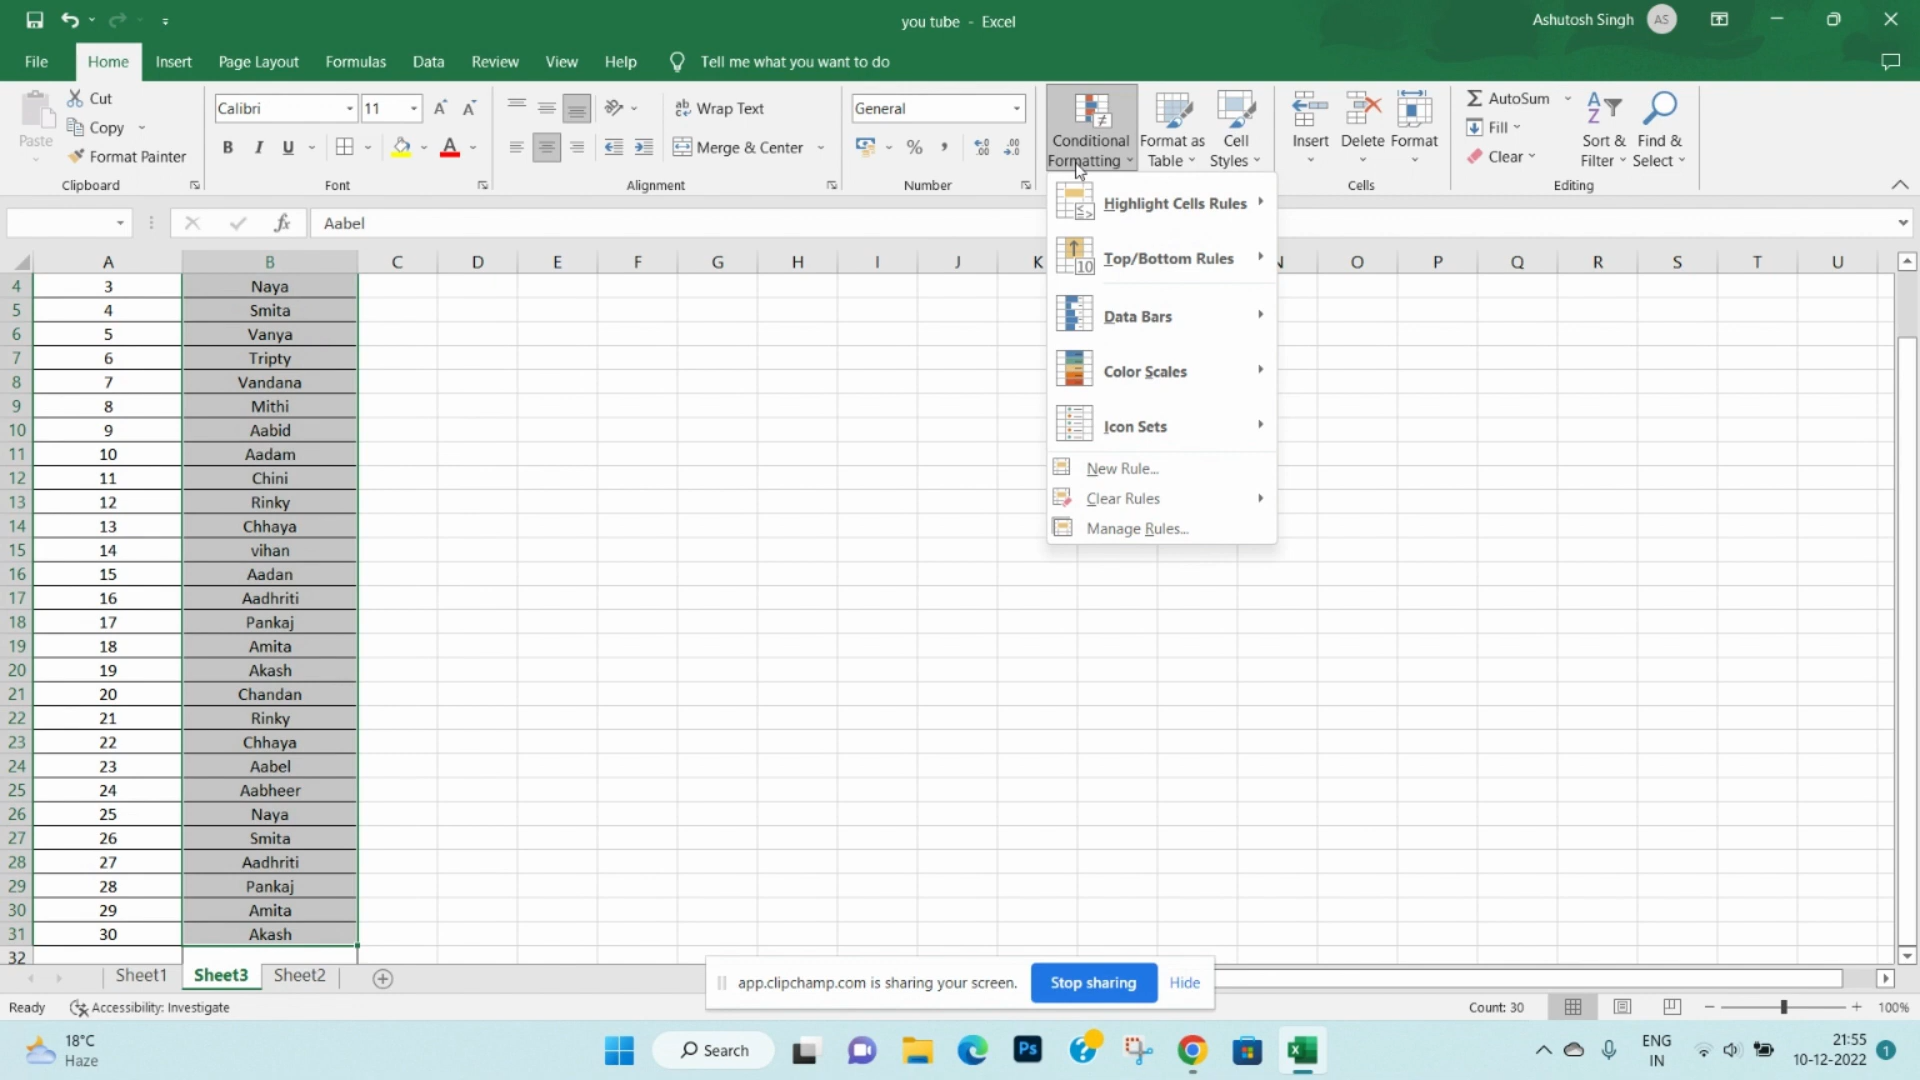 you tube - Excel
Ashutosh Singh AS
File Home Insert Page Layout Formulas Data Review View Help Tell me what you want to do
Paste
Cut
Copy
Format Painter
Clipboard
Calibri 11
B I U A
Font
ab Wrap Text
Merge & Center
Alignment
General
%
Number
Conditional Formatting
Format as Table
Cell Styles
Insert Delete Format
Cells
AutoSum
Fill
Clear
Sort & Filter
Find & Select
Editing
fx Aabel
A B C D E F G H I J K N O P Q R S T U
4 3 Naya
5 4 Smita
6 5 Vanya
7 6 Tripty
8 7 Vandana
9 8 Mithi
10 9 Aabid
11 10 Aadam
12 11 Chini
13 12 Rinky
14 13 Chhaya
15 14 vihan
16 15 Aadan
17 16 Aadhriti
18 17 Pankaj
19 18 Amita
20 19 Akash
21 20 Chandan
22 21 Rinky
23 22 Chhaya
24 23 Aabel
25 24 Aabheer
26 25 Naya
27 26 Smita
28 27 Aadhriti
29 28 Pankaj
30 29 Amita
31 30 Akash
32
Highlight Cells Rules
Top/Bottom Rules
Data Bars
Color Scales
Icon Sets
New Rule...
Clear Rules
Manage Rules...
Sheet1 Sheet3 Sheet2
app.clipchamp.com is sharing your screen. Stop sharing Hide
Ready Accessibility: Investigate
Count: 30
100%
18°C
Haze
Search
Ps
ENG
IN
21:55
10-12-2022
1